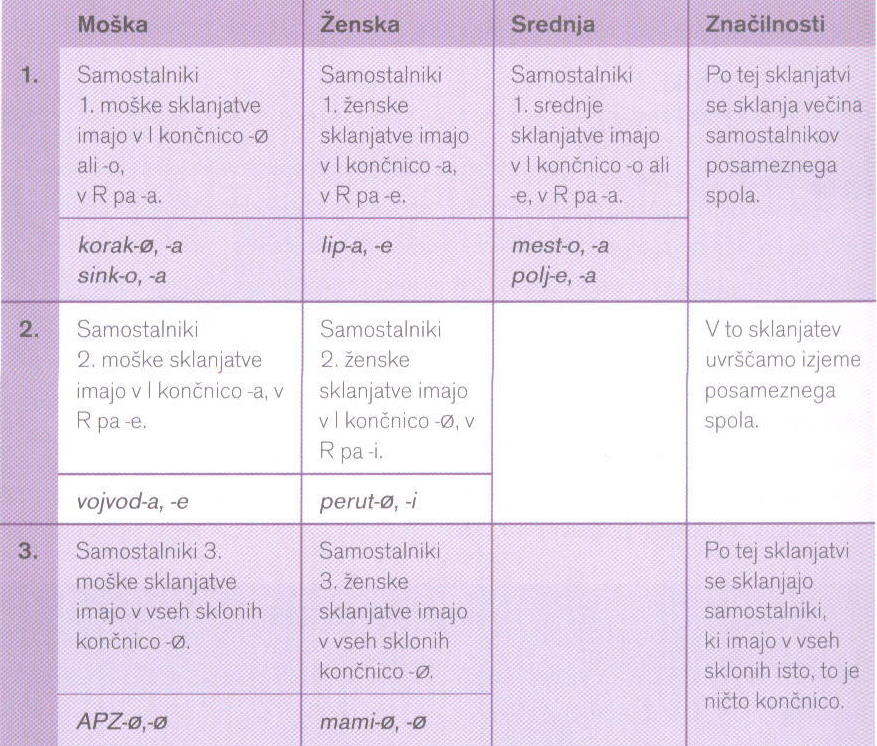 Moška
Ženska
Srednja
Značilnosti
1.
Samostalniki
1. moške sklanjatve
imajo v I končnico -Ø
ali -o,
v R pa -a.
korak-ø, -a
sink-o, -a
Samostalniki
1. ženske
sklanjatve imajo
v I končnico -a,
v R pa -e.
lip-a, -e
Samostalniki
1. srednje
sklanjatve imajo
v I končnico -o ali
-e, v R pa -a.
mest-o, -a
polj-e, -a
Po tej sklanjatvi
se sklanja večina
samostalnikov
posameznega
spola.
2.
Samostalniki
2. moške sklanjatve
imajo v I končnico -a, v
R pa -e.
vojvod-a, -e
Samostalniki
2. ženske
sklanjatve imajo
v I končnico -Ø, v
R pa -i.
perut-ø, -i
V to sklanjatev
uvrščamo izjeme
posameznega
spola.
3.
Samostalniki 3.
moške sklanjatve
imajo v vseh sklonih
končnico -Ø.
APZ-ø,-ø
Samostalniki
3. ženske
sklanjatve imajo
v vseh sklonih
končnico -Ø.
mami-ø, -ø
Po tej sklanjatvi
se sklanjajo
samostalniki,
ki imajo v vseh
sklonih isto, to je
ničto končnico.